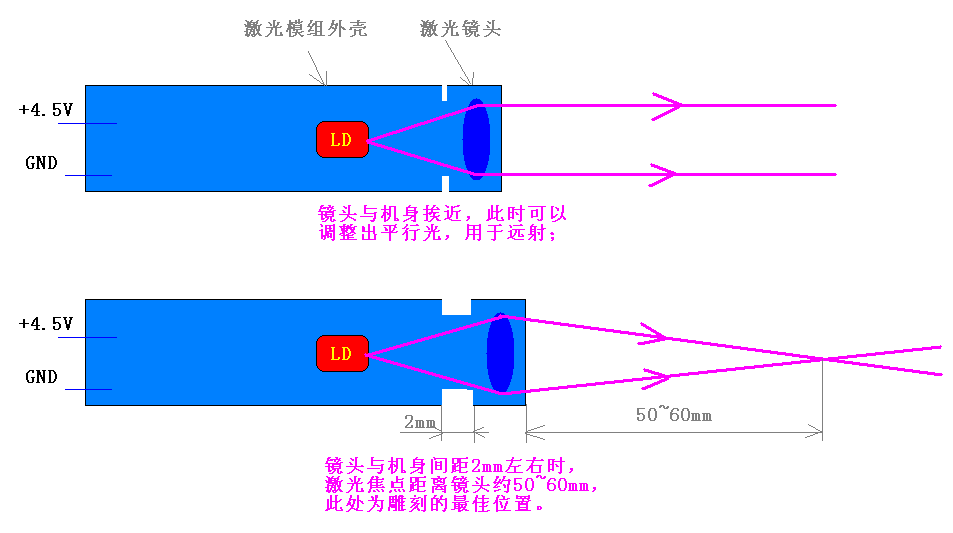 激光模组外壳
激光镜头
+4.5V
LD
GND
镜头与机身挨近，此时可以
调整出平行光，用于远射；
+4.5V
LD
GND
2mm
50~60mm
镜头与机身间距2mm左右时，
激光焦点距离镜头约50~60mm，
此处为雕刻的最佳位置。